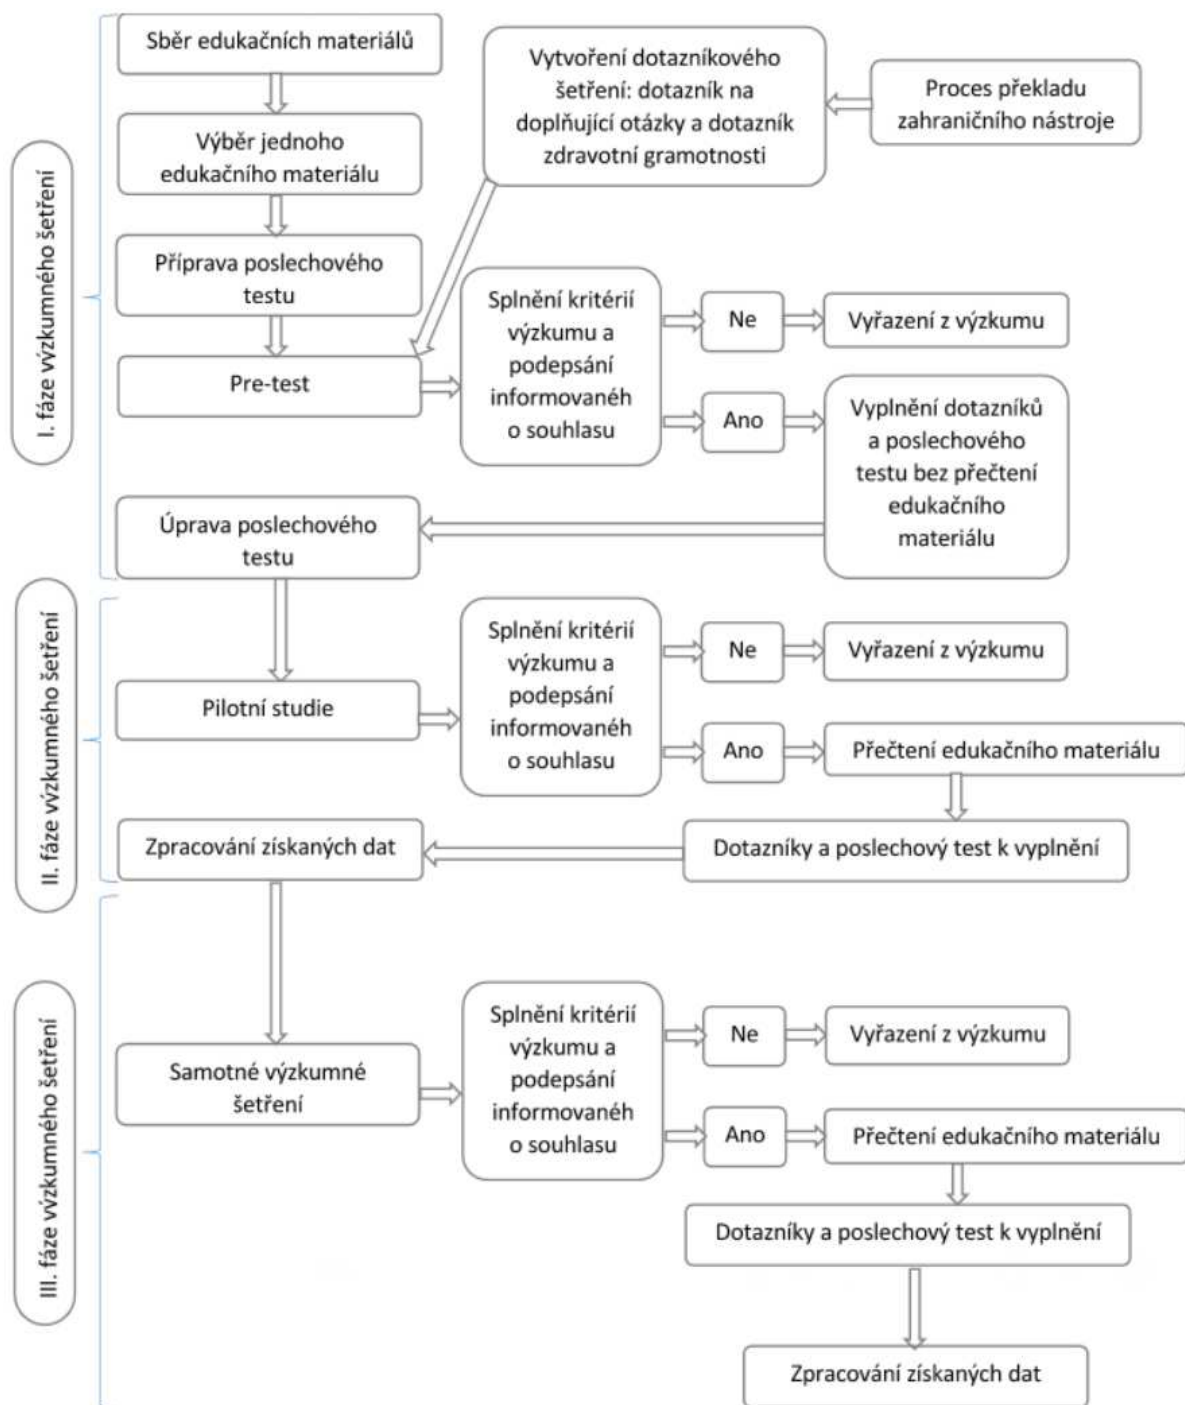 Sběr edukačních materiálů
Vytvoření dotazníkového
šetření: dotazník na
doplňující otázky a dotazník
zdravotní gramotnosti
Proces překladu
zahraničního nástroje
Výběr jednoho
edukačního materiálu
I. fáze výzkumného šetření
Příprava poslechového
testu
Pre-test
Splnění kritérií
výzkumu a
podepsání
informovanéh
o souhlasu
Ne
Vyřazení z výzkumu
Ano
Vyplnění dotazníků
a poslechového
testu bez přečtení
edukačního
materiálu
Úprava poslechového
testu
II. fáze výzkumného šetření
Pilotní studie
Splnění kritérií
výzkumu a
podepsání
informovanéh
o souhlasu
Ne
Vyřazení z výzkumu
Ano
Přečtení edukačního materiálu
Dotazníky a poslechový test k vyplnění
Zpracování získaných dat
III. fáze výzkumného šetření
Samotné výzkumné
šetření
Splnění kritérií
výzkumu a
podepsání
informovanéh
o souhlasu
Ne
Vyřazení z výzkumu
Ano
Přečtení edukačního materiálu
Dotazníky a poslechový test k vyplnění
Zpracování získaných dat